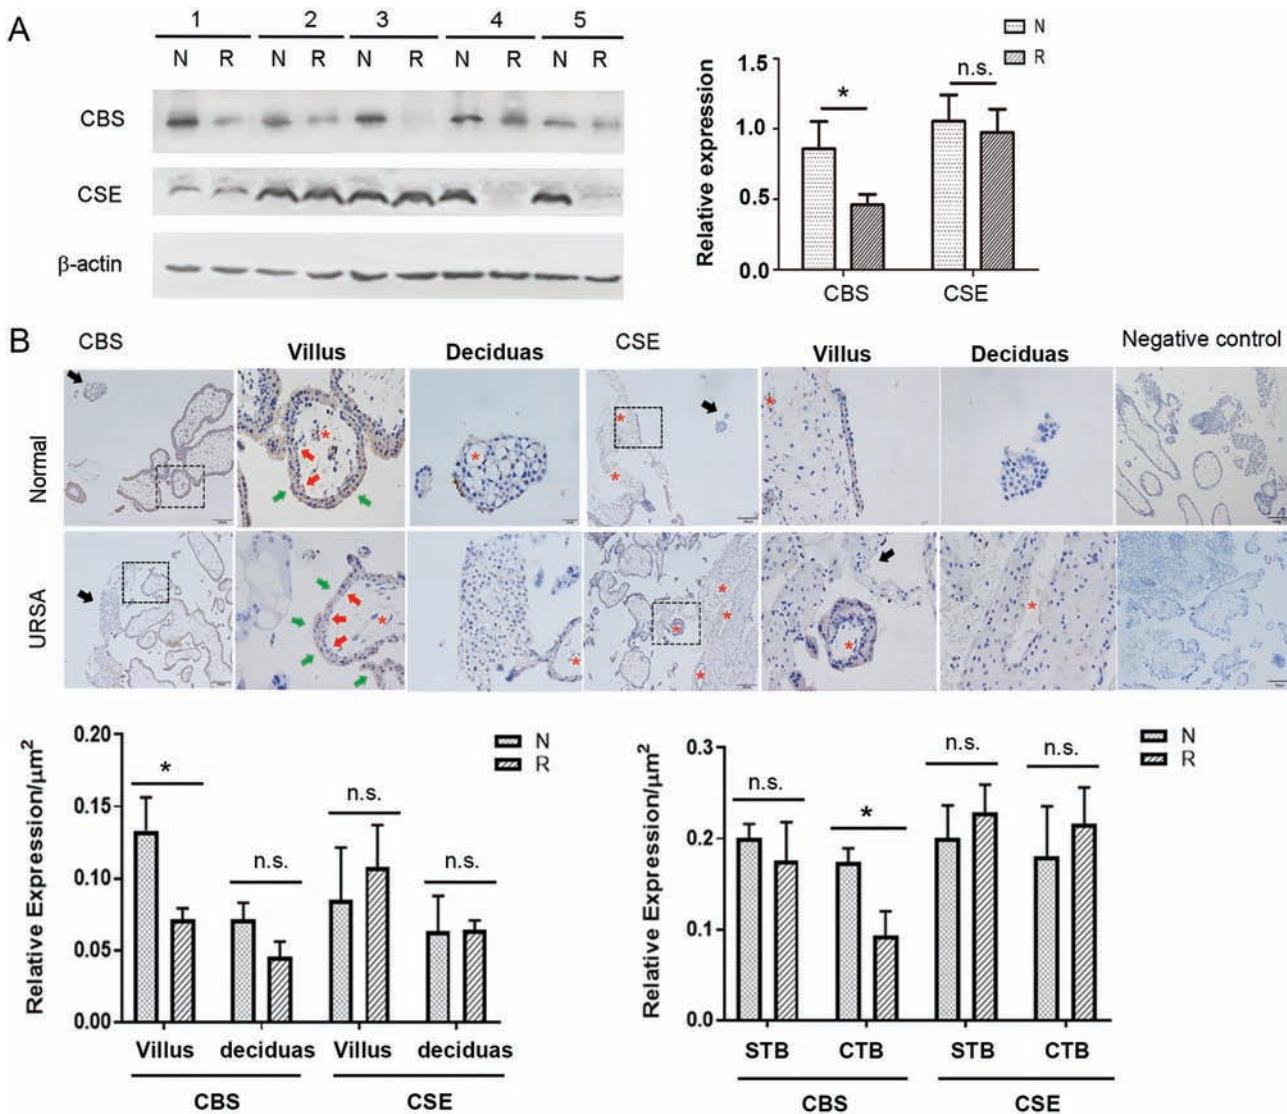 A
1 2 3 4 5
N R N R N R N R N R
CBS
CSE
β-actin
N
R
Relative expression
1.5
1.0
0.5
0.0
*
n.s.
CBS CSE
B
CBS Villus Deciduas CSE Villus Deciduas Negative control
Normal
* * * * *
URSA
* * * * * * * *
Relative Expression/μm²
0.20
0.15
0.10
0.05
0.00
N
R
*
n.s.
n.s.
n.s.
Villus deciduas Villus deciduas
CBS CSE
Relative Expression/μm²
0.3
0.2
0.1
0.0
N
R
n.s.
*
n.s.
n.s.
STB CTB STB CTB
CBS CSE